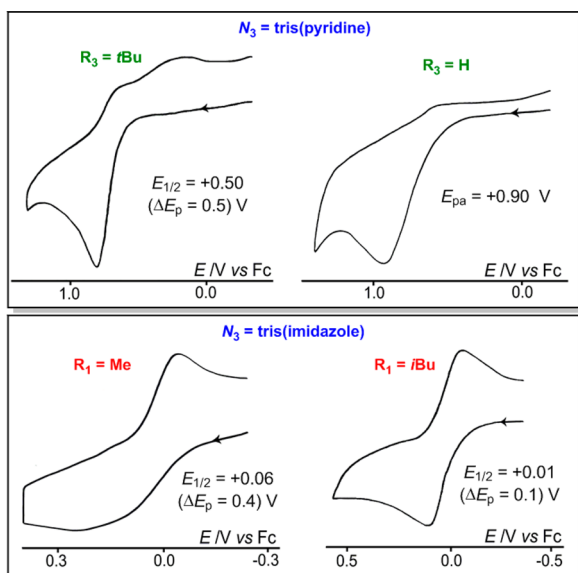 N₃ = tris(pyridine)
R₃ = tBu
R₃ = H
E₁/₂ = +0.50
(ΔEₚ = 0.5) V
Eₚₐ = +0.90 V
E /V vs Fc
E /V vs Fc
1.0 0.0
1.0 0.0
N₃ = tris(imidazole)
R₁ = Me
R₁ = iBu
E₁/₂ = +0.06
(ΔEₚ = 0.4) V
E₁/₂ = +0.01
(ΔEₚ = 0.1) V
E /V vs Fc
E /V vs Fc
0.3 0.0 -0.3
0.5 0.0 -0.5